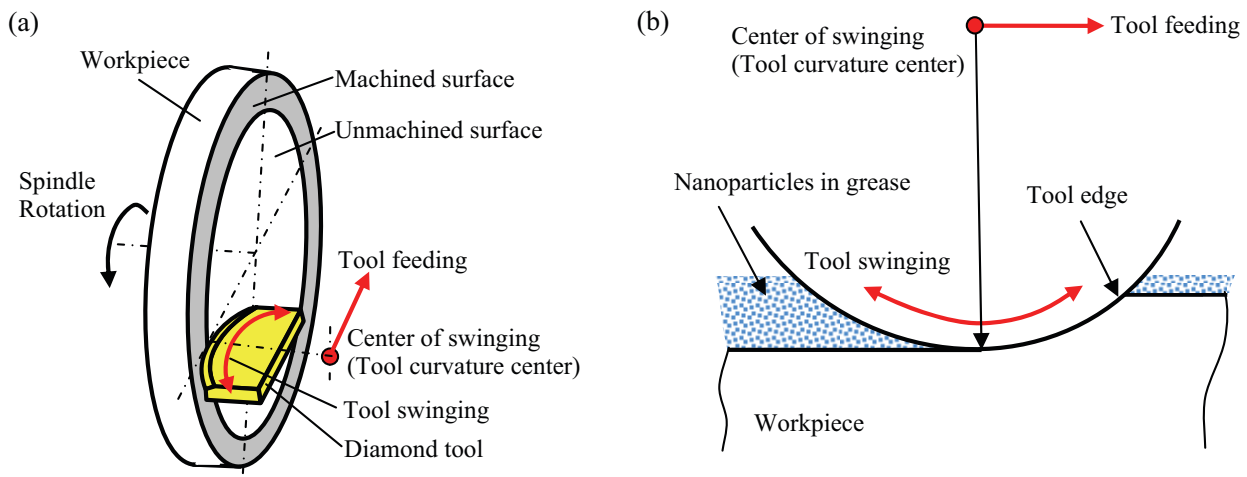 (a)
Workpiece
Machined surface
Unmachined surface
Spindle
Rotation
Tool feeding
Center of swinging
(Tool curvature center)
Tool swinging
Diamond tool
(b)
Center of swinging
(Tool curvature center)
Tool feeding
Nanoparticles in grease
Tool edge
Tool swinging
Workpiece